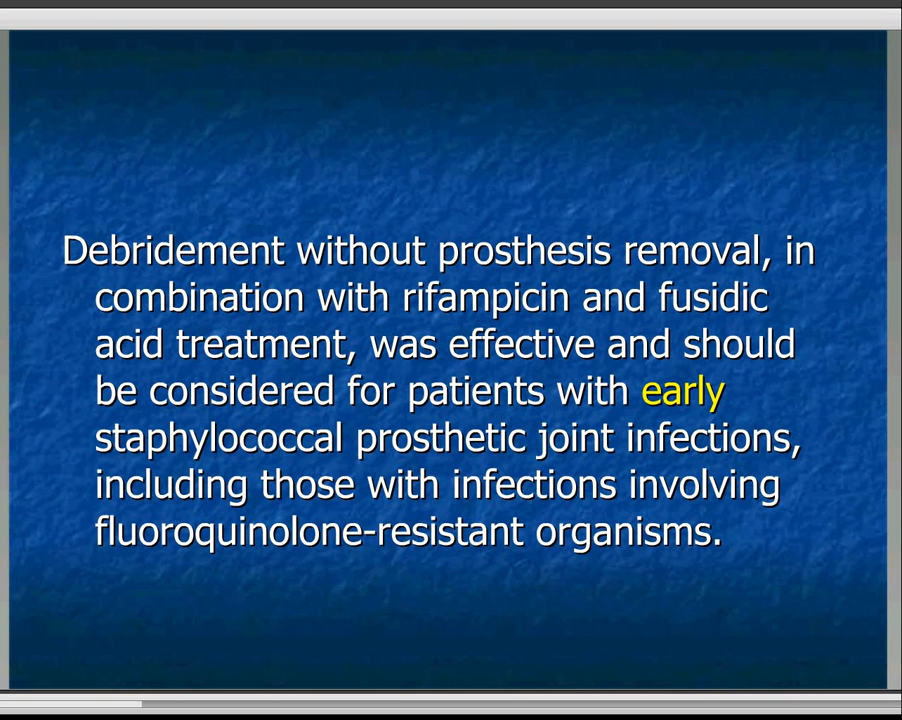 Debridement without prosthesis removal, in
combination with rifampicin and fusidic
acid treatment, was effective and should
be considered for patients with early
staphylococcal prosthetic joint infections,
including those with infections involving
fluoroquinolone-resistant organisms.